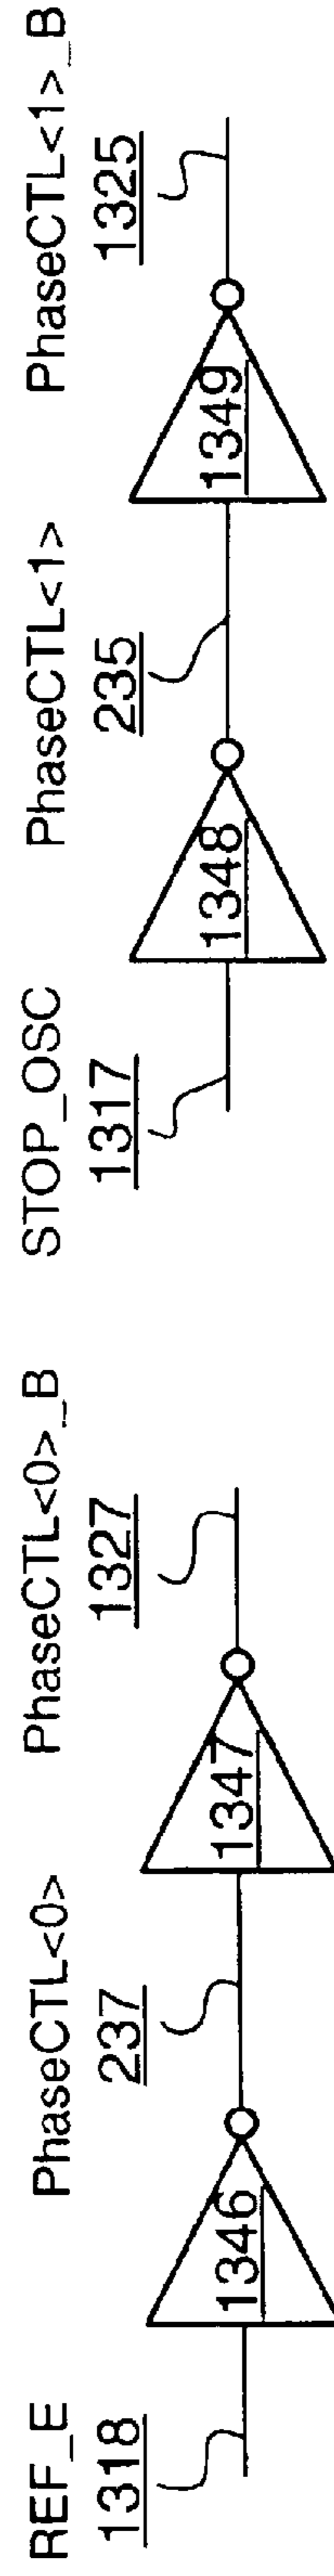 REF_E
1318
1346
PhaseCTL<0>
237
1347
PhaseCTL<0>_B
1327
STOP_OSC
1317
1348
PhaseCTL<1>
235
1349
PhaseCTL<1>_B
1325